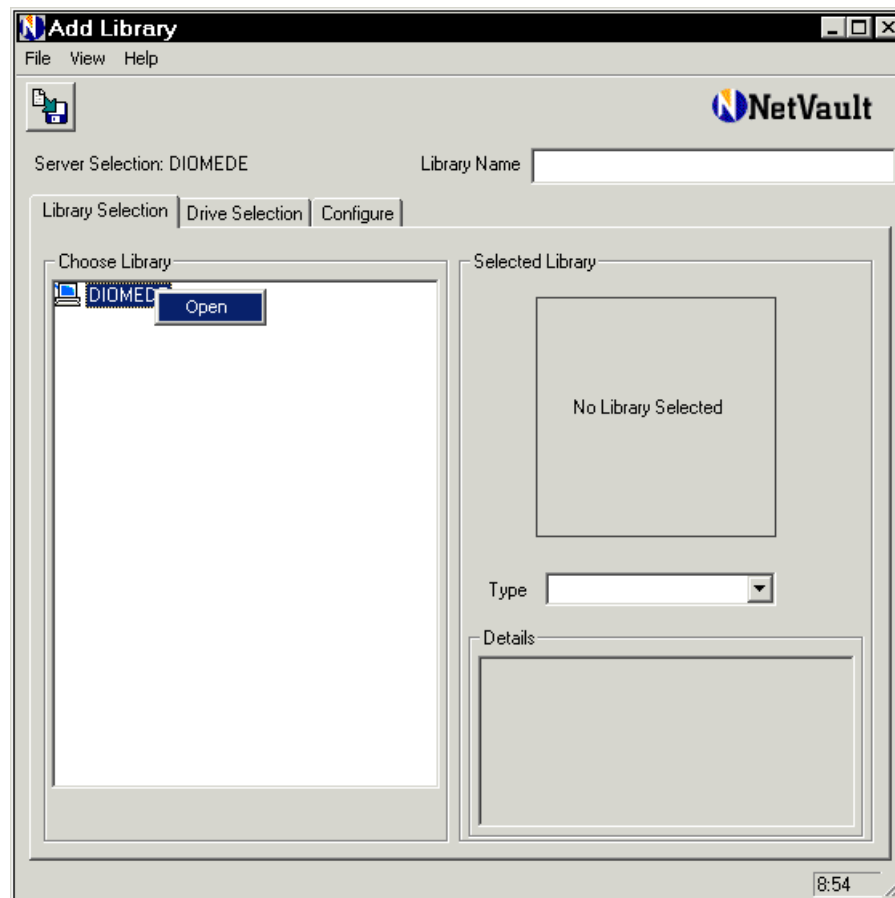 Add Library
File View Help
NetVault
Server Selection: DIOMEDE Library Name
Library Selection Drive Selection Configure
Choose Library Selected Library
DIOMEDE
Open
No Library Selected
Type
Details
8:54